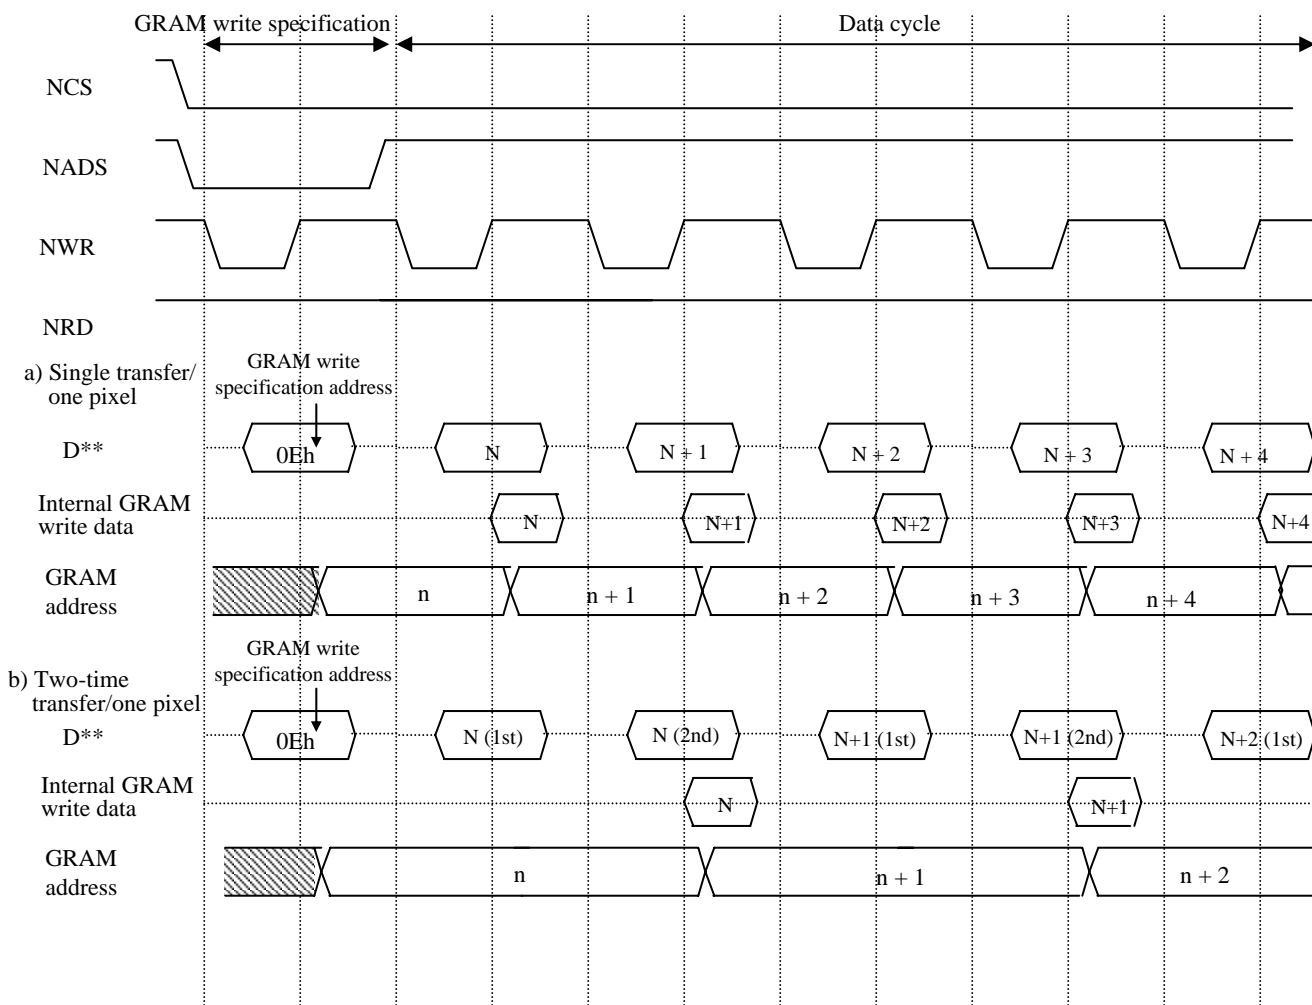 GRAM write specification
Data cycle
NCS
NADS
NWR
NRD
a) Single transfer/
one pixel
GRAM write
specification address
D**
0Eh
N
N + 1
N + 2
N + 3
N + 4
Internal GRAM
write data
N
N+1
N+2
N+3
N+4
GRAM
address
n
n + 1
n + 2
n + 3
n + 4
GRAM write
specification address
b) Two-time
transfer/one pixel
D**
0Eh
N (1st)
N (2nd)
N+1 (1st)
N+1 (2nd)
N+2 (1st)
Internal GRAM
write data
N
N+1
GRAM
address
n
n + 1
n + 2